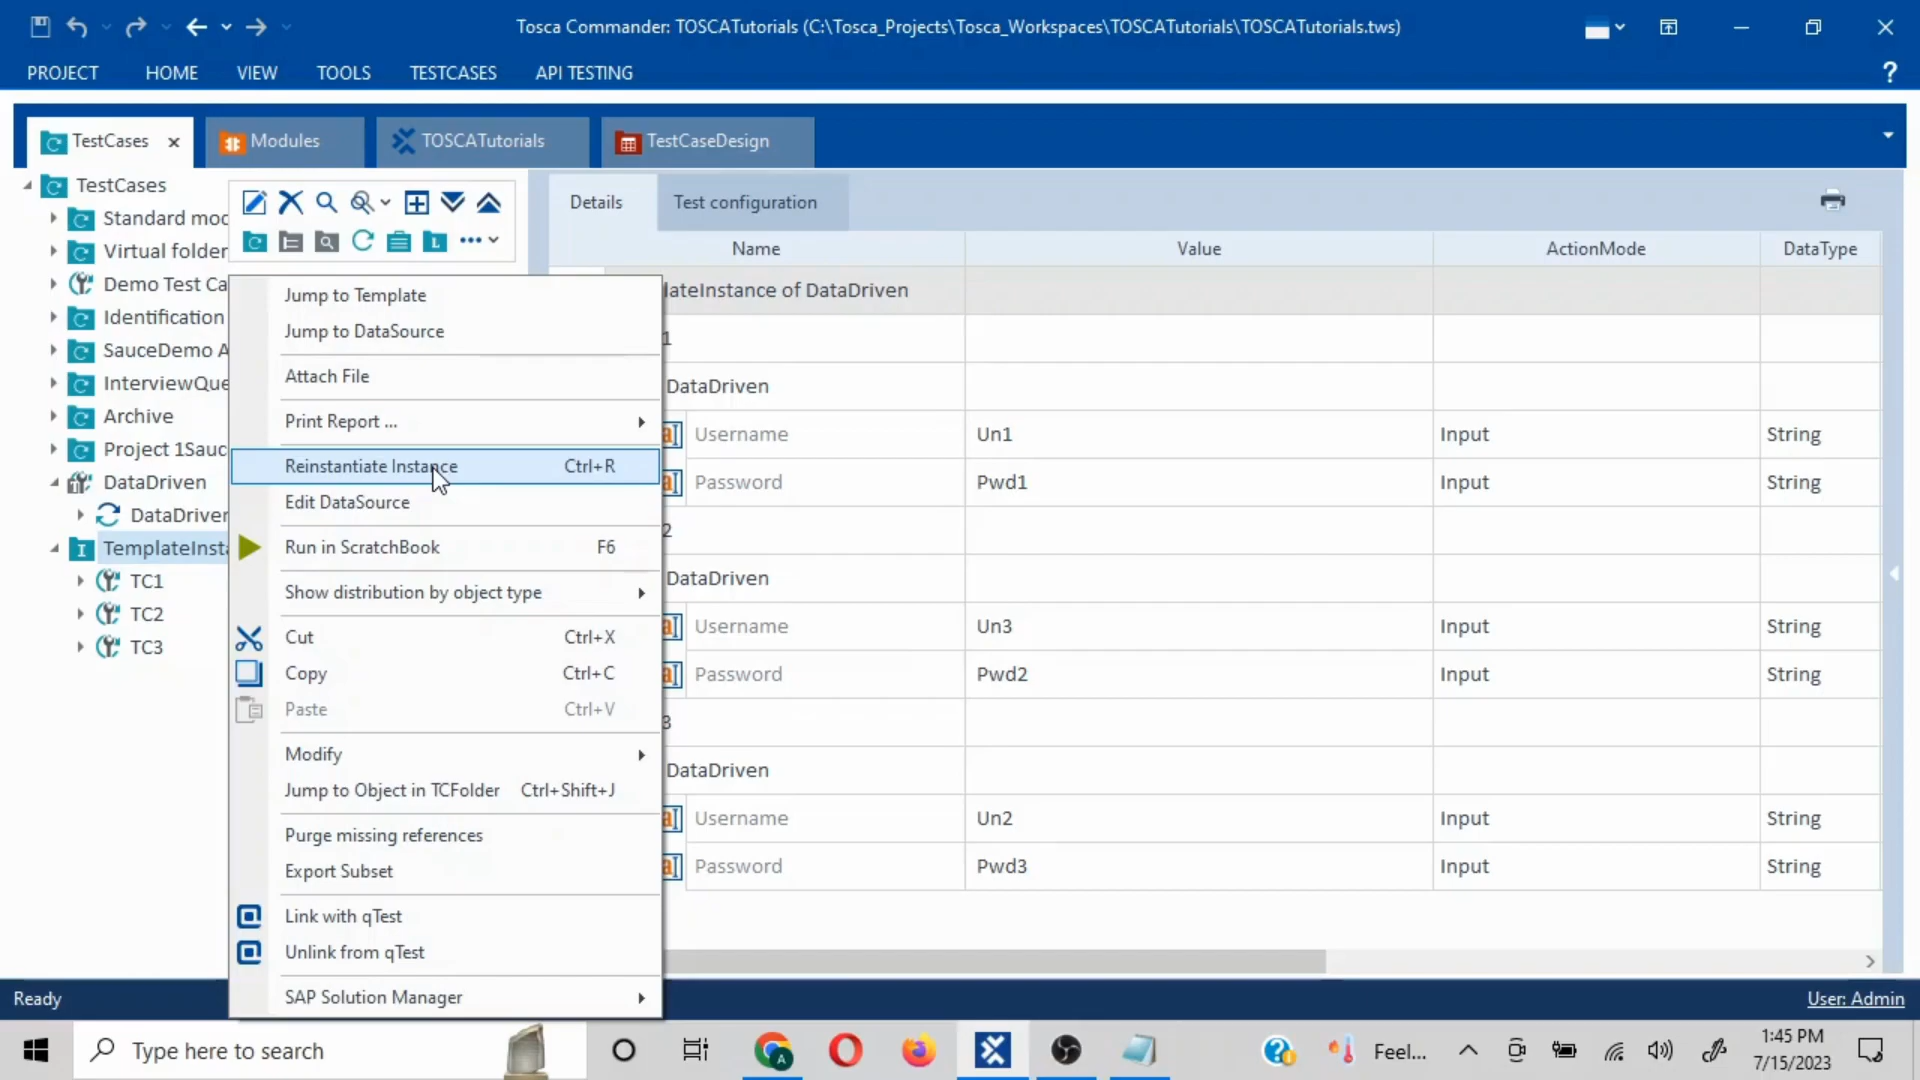 Tosca Commander: TOSCATutorials (C:\Tosca_Projects\Tosca_Workspaces\TOSCATutorials\TOSCATutorials.tws)
PROJECT HOME VIEW TOOLS TESTCASES API TESTING ?
TestCases x Modules TOSCATutorials TestCaseDesign
TestCases
Standard mod
Virtual folder
Demo Test Ca
Identification
SauceDemo A
InterviewQue
Archive
Project 1Sauc
DataDriven
DataDriven
TemplateInsta
TC1
TC2
TC3
Jump to Template
Jump to DataSource
Attach File
Print Report ...
Reinstantiate Instance Ctrl+R
Edit DataSource
Run in ScratchBook F6
Show distribution by object type
Cut Ctrl+X
Copy Ctrl+C
Paste Ctrl+V
Modify
Jump to Object in TCFolder Ctrl+Shift+J
Purge missing references
Export Subset
Link with qTest
Unlink from qTest
SAP Solution Manager
Details Test configuration
Name Value ActionMode DataType
lateInstance of DataDriven
1
DataDriven
Username Un1 Input String
Password Pwd1 Input String
2
DataDriven
Username Un3 Input String
Password Pwd2 Input String
3
DataDriven
Username Un2 Input String
Password Pwd3 Input String
Ready User: Admin
Type here to search Feel... 1:45 PM
7/15/2023